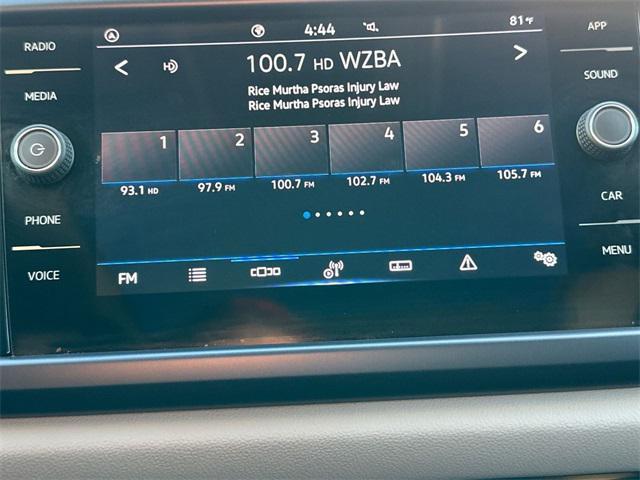 RADIO
MEDIA
PHONE
VOICE
4:44
81°F
100.7 HD WZBA
Rice Murtha Psoras Injury Law
Rice Murtha Psoras Injury Law
1 2 3 4 5 6
93.1 HD 97.9 FM 100.7 FM 102.7 FM 104.3 FM 105.7 FM
FM
APP
SOUND
CAR
MENU